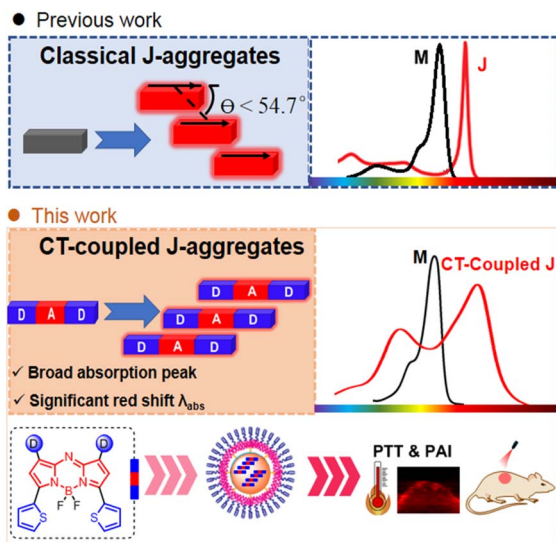 ● Previous work
Classical J-aggregates
Θ < 54.7°
M
J
● This work
CT-coupled J-aggregates
D A D
D A D
D A D
D A D
✓ Broad absorption peak
✓ Significant red shift λabs
M
CT-Coupled J
D
N
D
N
N
B
F
F
S
S
PTT & PAI